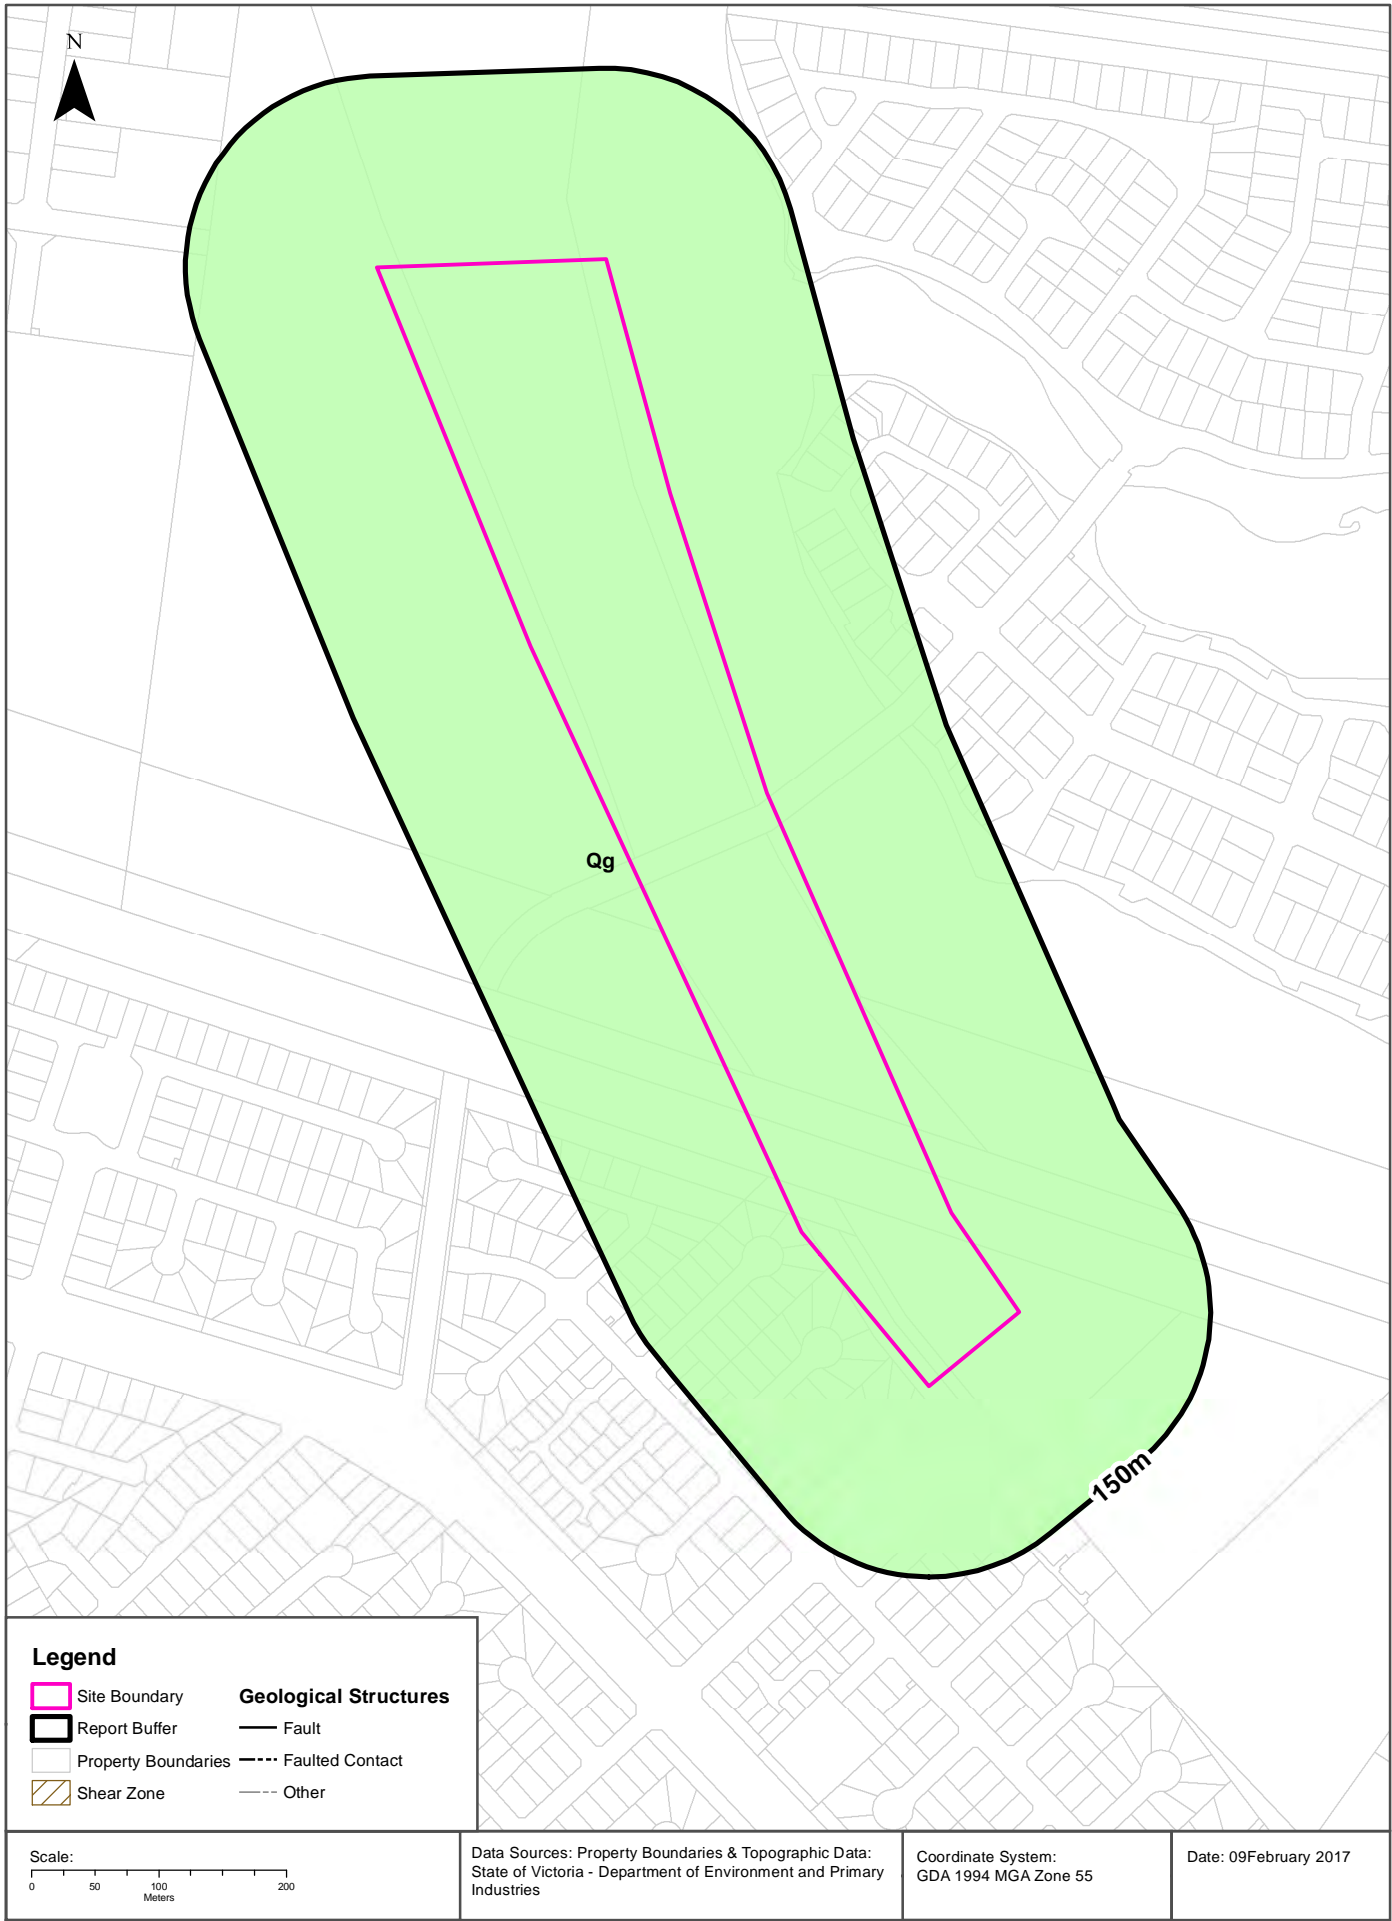 N
Qg
150m
Legend
Site Boundary
Report Buffer
Property Boundaries
Shear Zone
Geological Structures
Fault
Faulted Contact
Other
Scale:
0 50 100 200
Meters
Data Sources: Property Boundaries & Topographic Data:
State of Victoria - Department of Environment and Primary
Industries
Coordinate System:
GDA 1994 MGA Zone 55
Date: 09February 2017